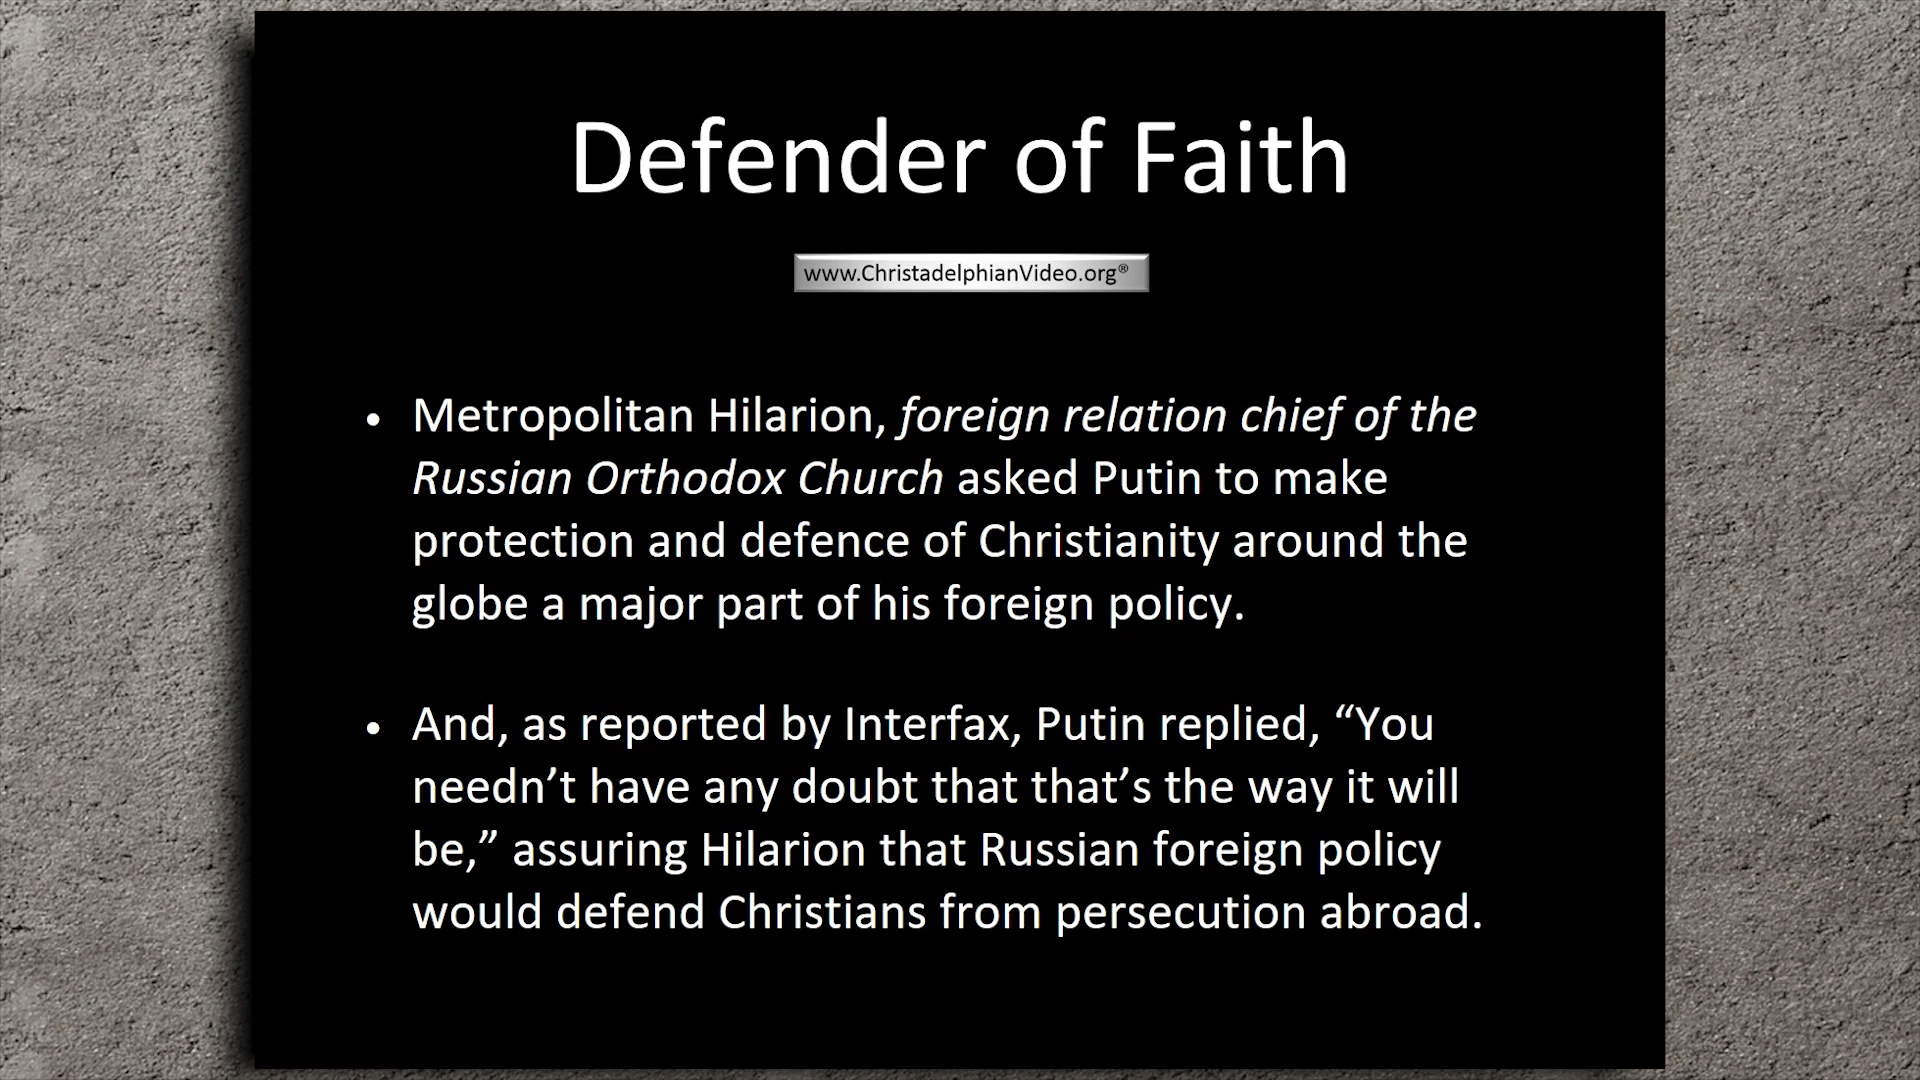 Defender of Faith
www.ChristadelphianVideo.org®
• Metropolitan Hilarion, foreign relation chief of the
Russian Orthodox Church asked Putin to make
protection and defence of Christianity around the
globe a major part of his foreign policy.
• And, as reported by Interfax, Putin replied, “You
needn’t have any doubt that that’s the way it will
be,” assuring Hilarion that Russian foreign policy
would defend Christians from persecution abroad.